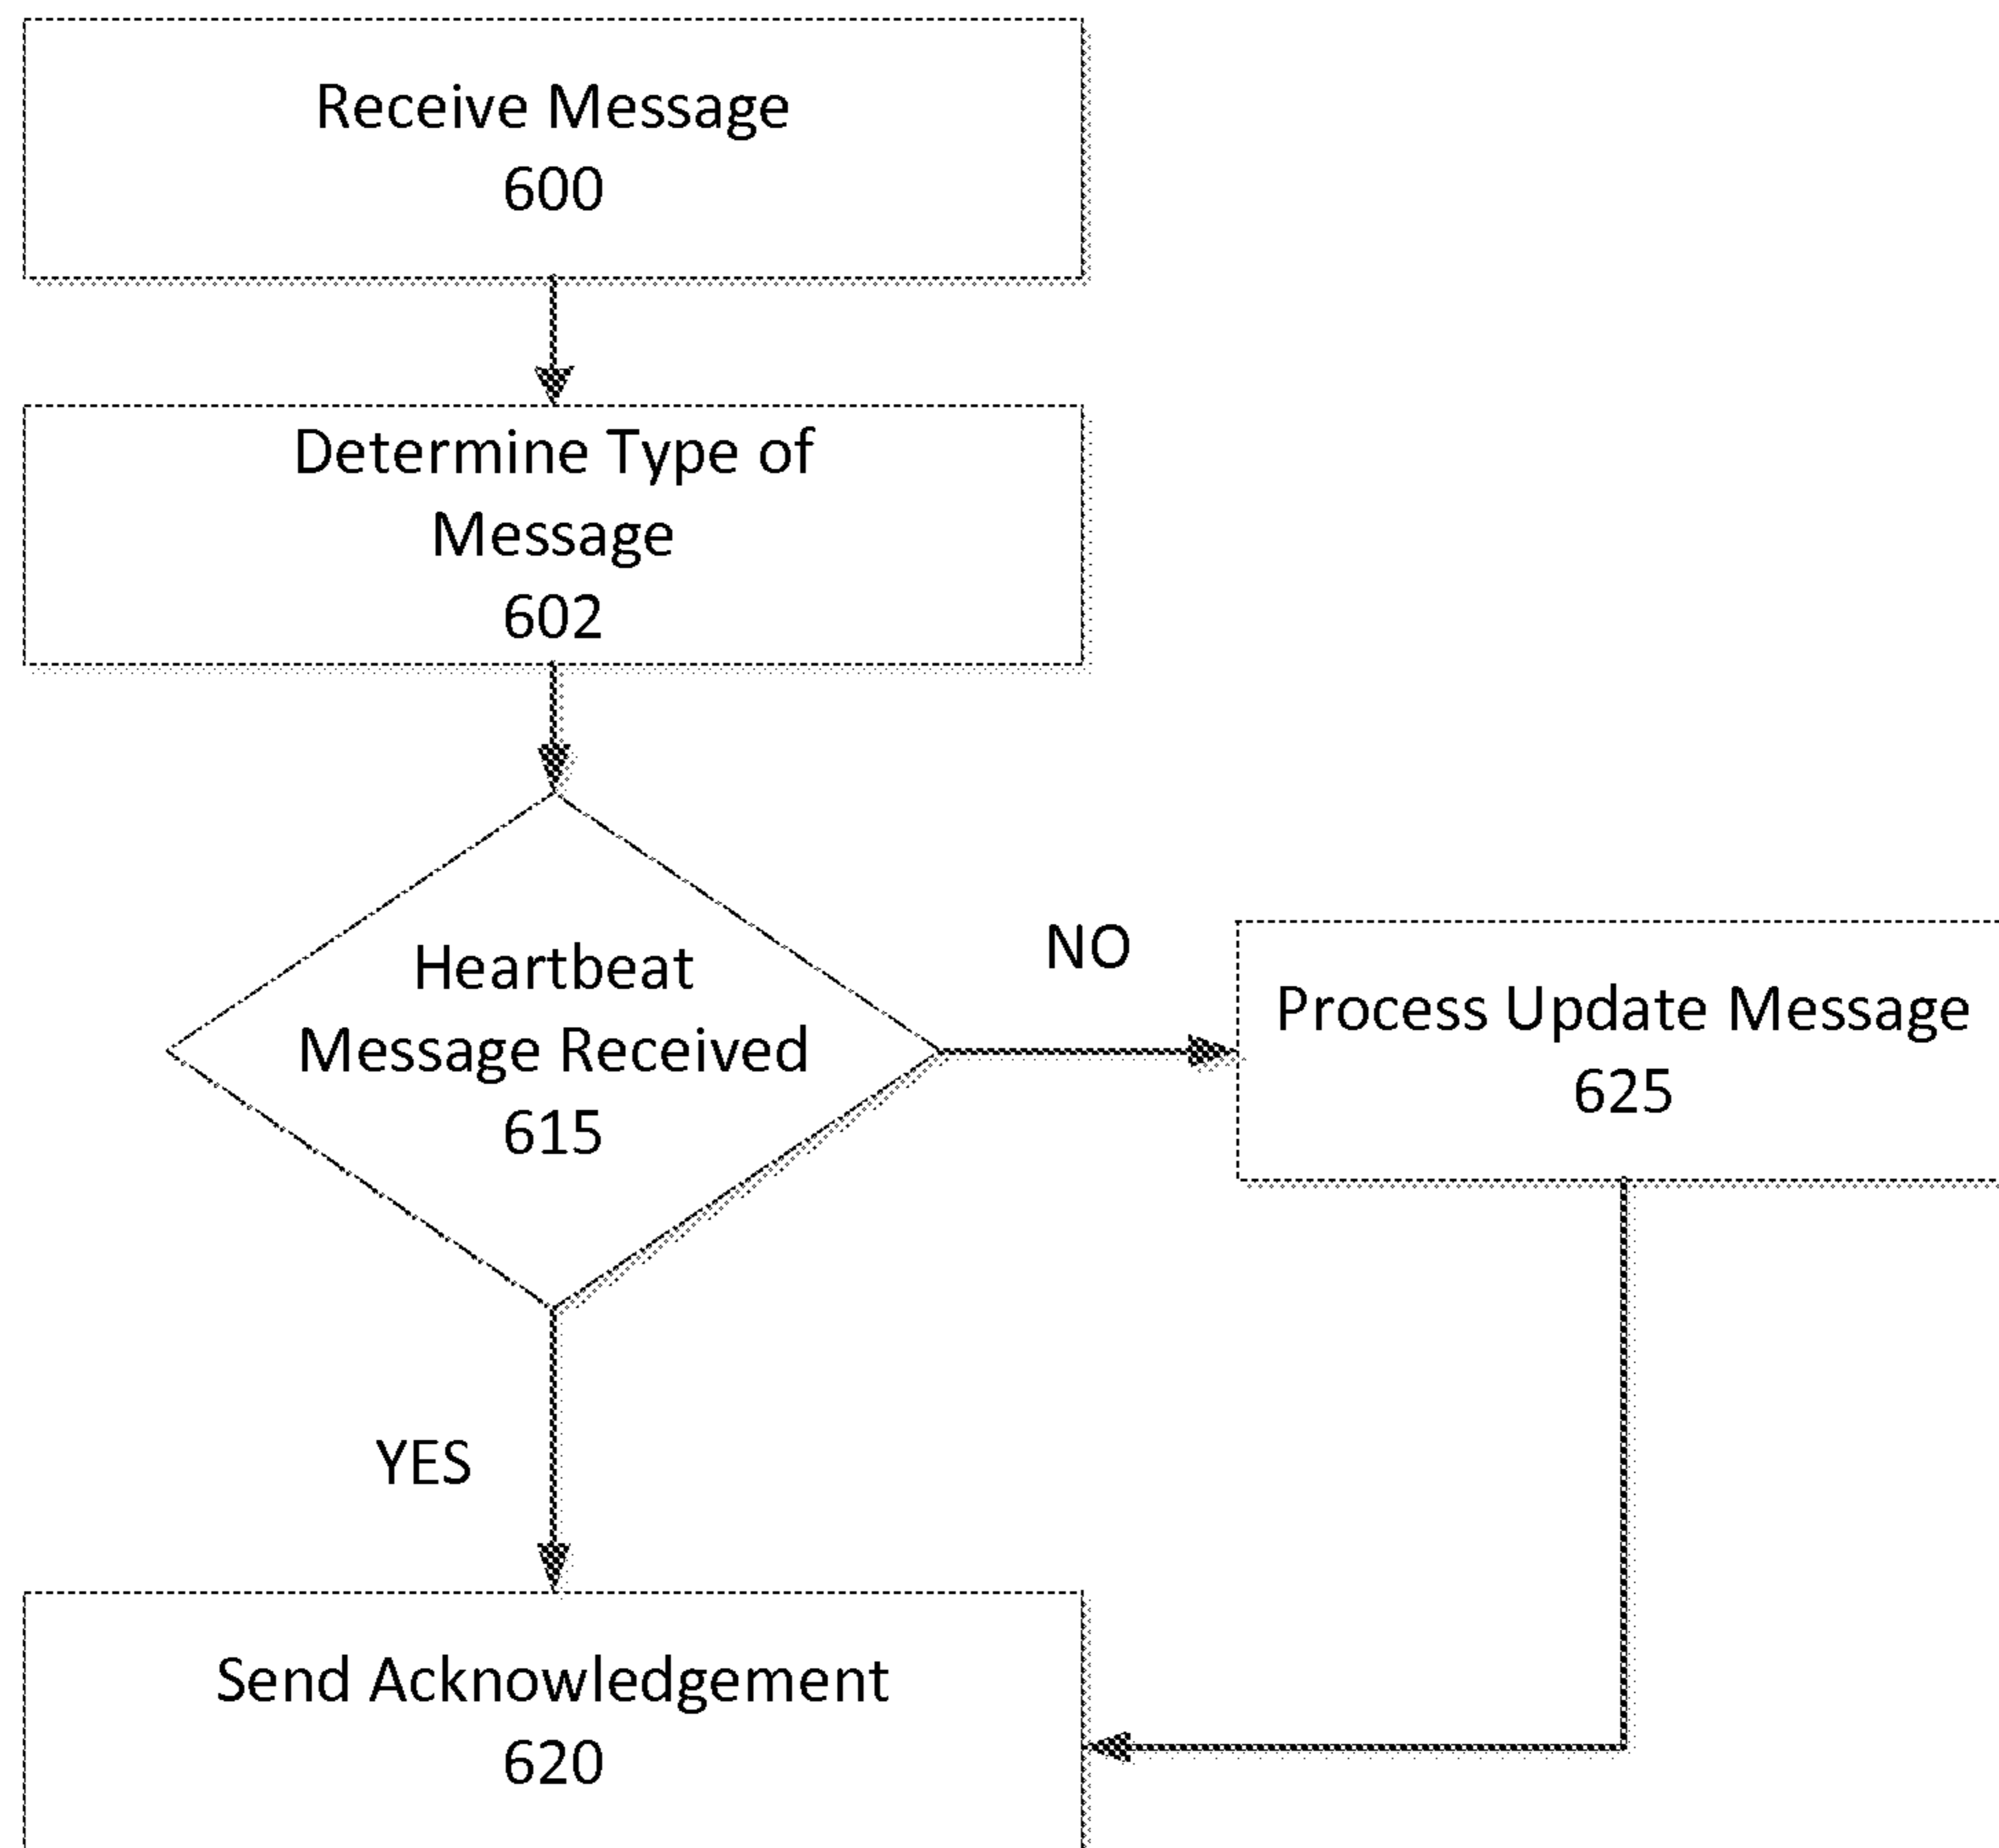 Receive Message
600
Determine Type of
Message
602
Heartbeat
Message Received
615
NO
Process Update Message
625
YES
Send Acknowledgement
620